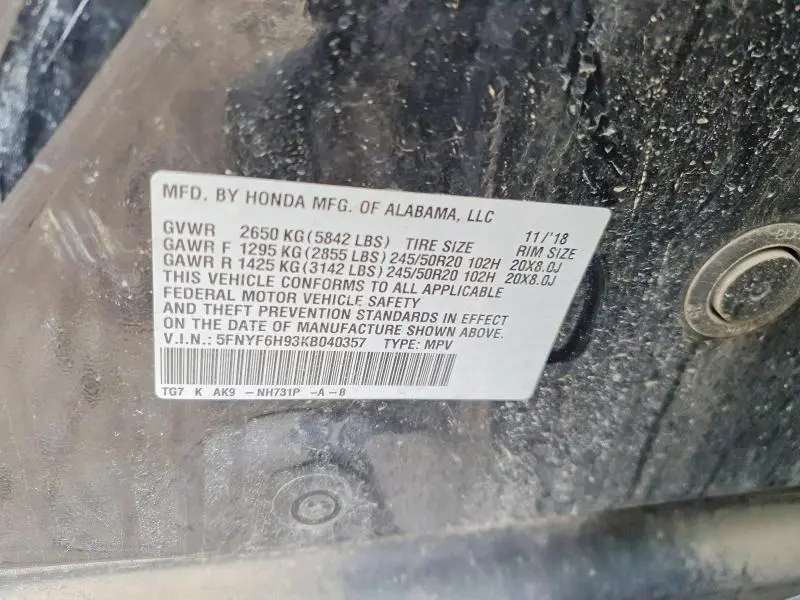 MFD. BY HONDA MFG. OF ALABAMA, LLC
GVWR 2650 KG (5842 LBS) TIRE SIZE 11/'18 RIM SIZE
GAWR F 1295 KG (2855 LBS) 245/50R20 102H 20X8.0J
GAWR R 1425 KG (3142 LBS) 245/50R20 102H 20X8.0J
THIS VEHICLE CONFORMS TO ALL APPLICABLE
FEDERAL MOTOR VEHICLE SAFETY
AND THEFT PREVENTION STANDARDS IN EFFECT
ON THE DATE OF MANUFACTURE SHOWN ABOVE.
V.I.N.: 5FNYF6H93KB040357 TYPE: MPV
TG7 K AK9 -NH731P -A-B